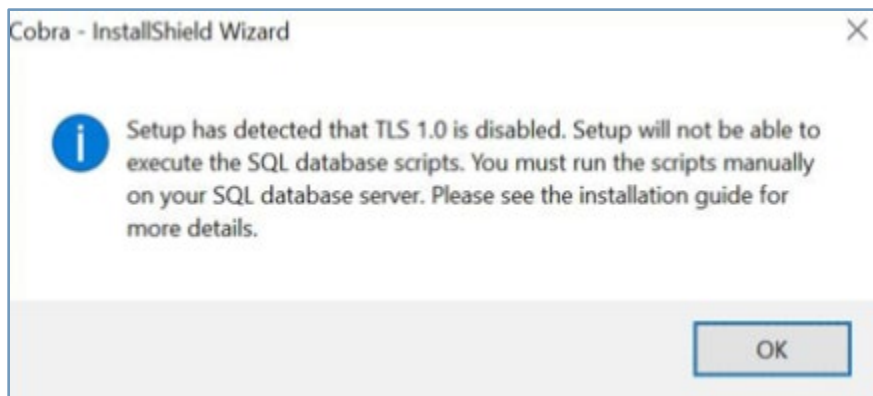 Cobra - InstallShield Wizard
Setup has detected that TLS 1.0 is disabled. Setup will not be able to
execute the SQL database scripts. You must run the scripts manually
on your SQL database server. Please see the installation guide for
more details.
OK